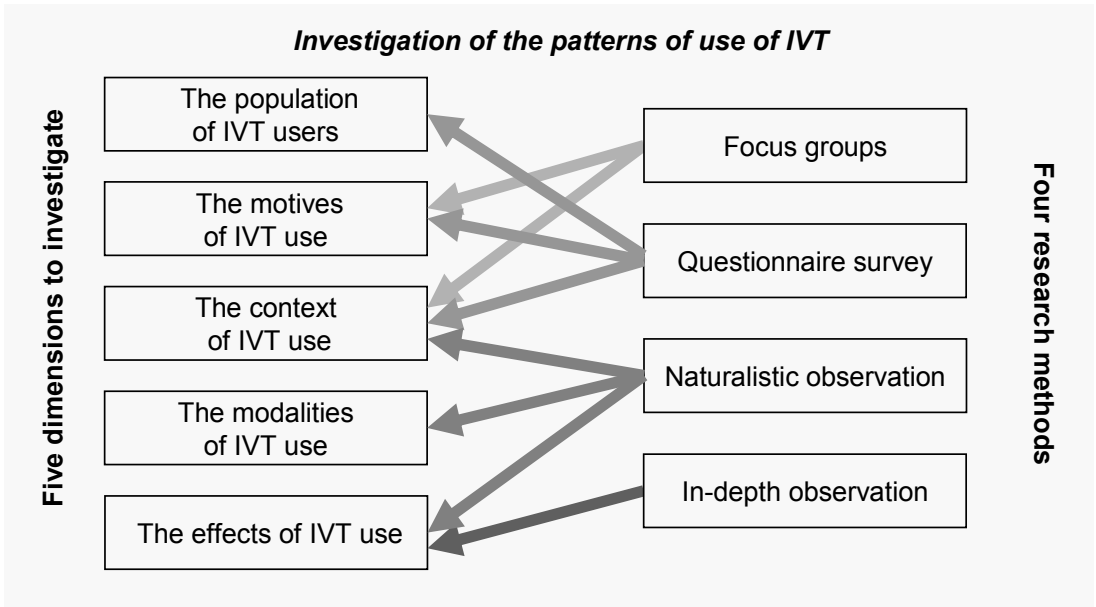 Investigation of the patterns of use of IVT
Five dimensions to investigate
The population
of IVT users
The motives
of IVT use
The context
of IVT use
The modalities
of IVT use
The effects of IVT use
Focus groups
Questionnaire survey
Naturalistic observation
In-depth observation
Four research methods